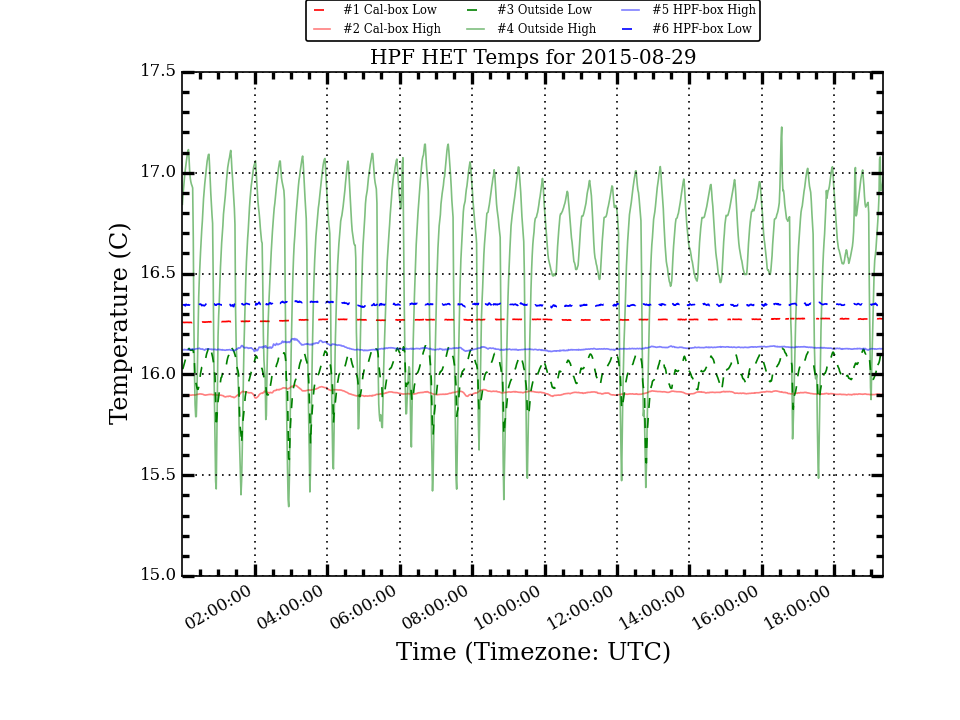 #1 Cal-box Low #3 Outside Low #5 HPF-box High
#2 Cal-box High #4 Outside High #6 HPF-box Low
HPF HET Temps for 2015-08-29
17.5
17.0
16.5
16.0
15.5
15.0
Temperature (C)
02:00:00 04:00:00 06:00:00 08:00:00 10:00:00 12:00:00 14:00:00 16:00:00 18:00:00
Time (Timezone: UTC)